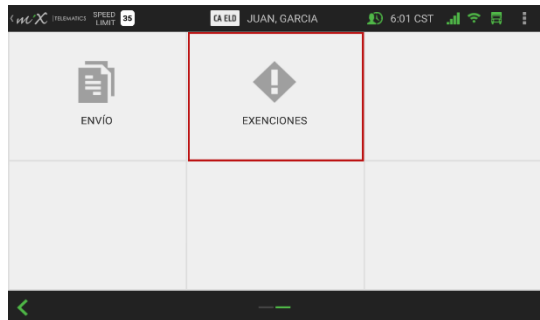 mix TELEMATICS SPEED LIMIT 35 CA ELD JUAN, GARCIA 6:01 CST
ENVÍO EXENCIONES